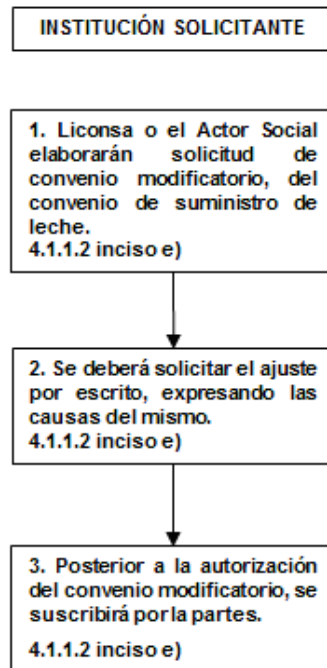 INSTITUCIÓN SOLICITANTE
1. Liconsa o el Actor Social
elaborarán solicitud de
convenio modificatorio, del
convenio de suministro de
leche.
4.1.1.2 inciso e)
2. Se deberá solicitar el ajuste
por escrito, expresando las
causas del mismo.
4.1.1.2 inciso e)
3. Posterior a la autorización
del convenio modificatorio, se
suscribirá por la partes.
4.1.1.2 inciso e)